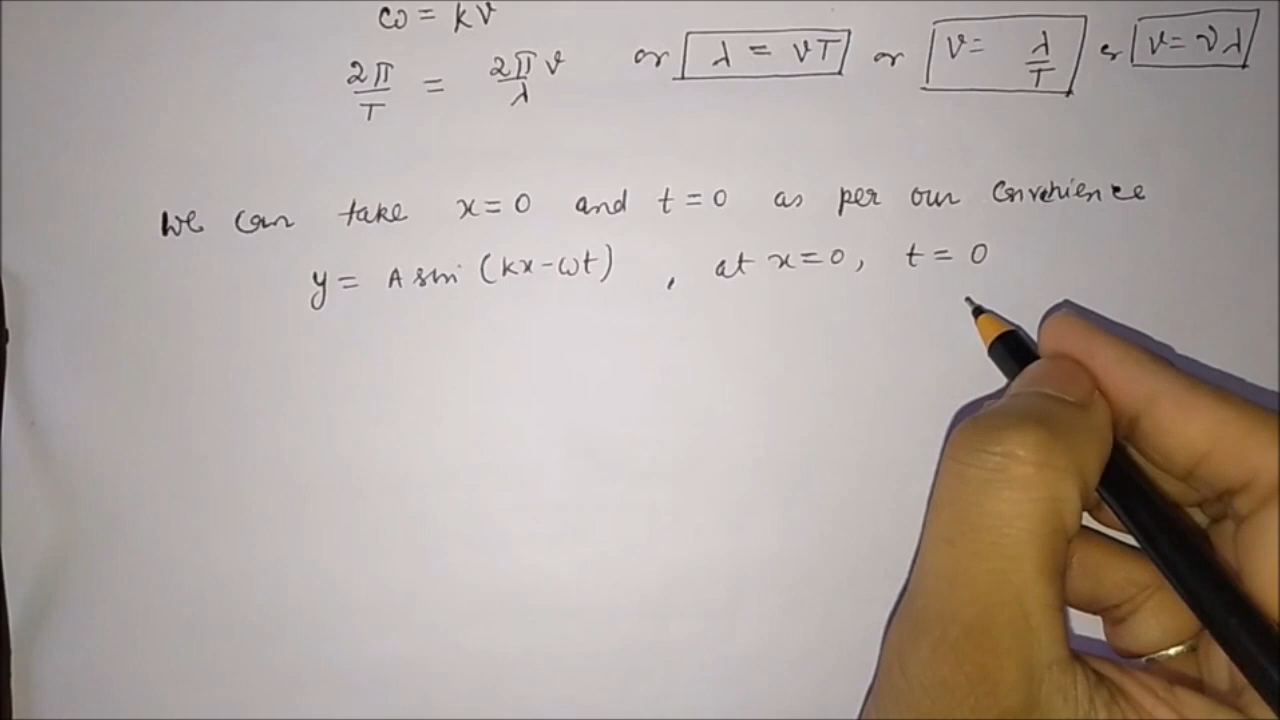 ω = kv
2π/T = 2π/λ v or λ = vT or v = λ/T or v = νλ
We can take x=0 and t=0 as per our convenience
y = A sin (kx-ωt) , at x=0, t=0